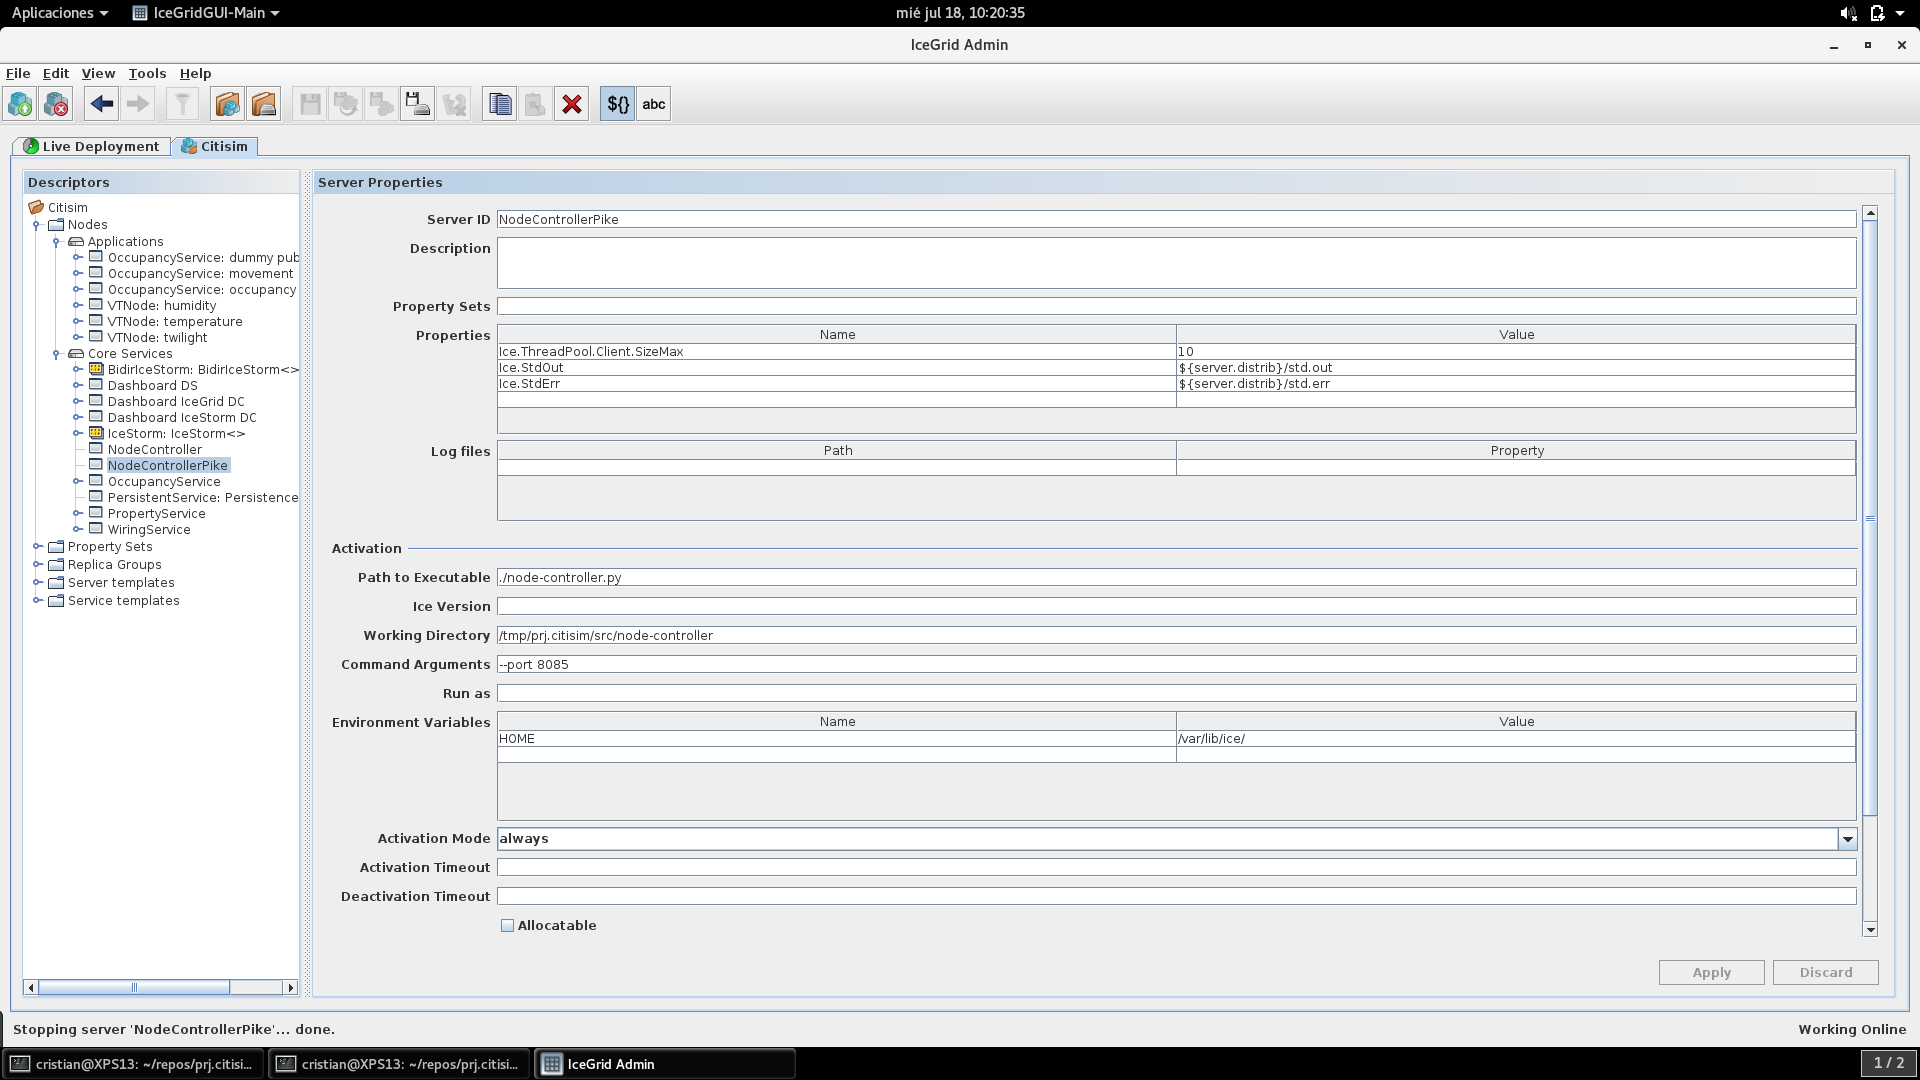 Aplicaciones IceGridGUI-Main mié jul 18, 10:20:35
IceGrid Admin
File Edit View Tools Help
${} abc
Live Deployment Citisim
Descriptors
Citisim
Nodes
Applications
OccupancyService: dummy pub
OccupancyService: movement
OccupancyService: occupancy
VTNode: humidity
VTNode: temperature
VTNode: twilight
Core Services
BidirIceStorm: BidirIceStorm<>
Dashboard DS
Dashboard IceGrid DC
Dashboard IceStorm DC
IceStorm: IceStorm<>
NodeController
NodeControllerPike
OccupancyService
PersistentService: Persistence
PropertyService
WiringService
Property Sets
Replica Groups
Server templates
Service templates
Server Properties
Server ID NodeControllerPike
Description
Property Sets
Properties Name Value
Ice.ThreadPool.Client.SizeMax 10
Ice.StdOut ${server.distrib}/std.out
Ice.StdErr ${server.distrib}/std.err
Log files Path Property
Activation
Path to Executable ./node-controller.py
Ice Version
Working Directory /tmp/prj.citisim/src/node-controller
Command Arguments --port 8085
Run as
Environment Variables Name Value
HOME /var/lib/ice/
Activation Mode always
Activation Timeout
Deactivation Timeout
Allocatable
Apply Discard
Stopping server 'NodeControllerPike'... done. Working Online
cristian@XPS13: ~/repos/prj.citisi... cristian@XPS13: ~/repos/prj.citisi... IceGrid Admin 1 / 2